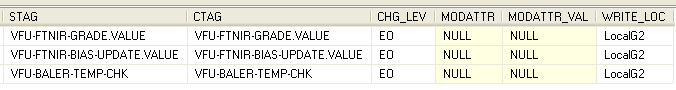 STAG CTAG CHG_LEV MODATTR MODATTR_VAL WRITE_LOC
VFU-FTNIR-GRADE.VALUE VFU-FTNIR-GRADE.VALUE EO NULL NULL LocalG2
VFU-FTNIR-BIAS-UPDATE.VALUE VFU-FTNIR-BIAS-UPDATE.VALUE EO NULL NULL LocalG2
VFU-BALER-TEMP-CHK VFU-BALER-TEMP-CHK EO NULL NULL LocalG2